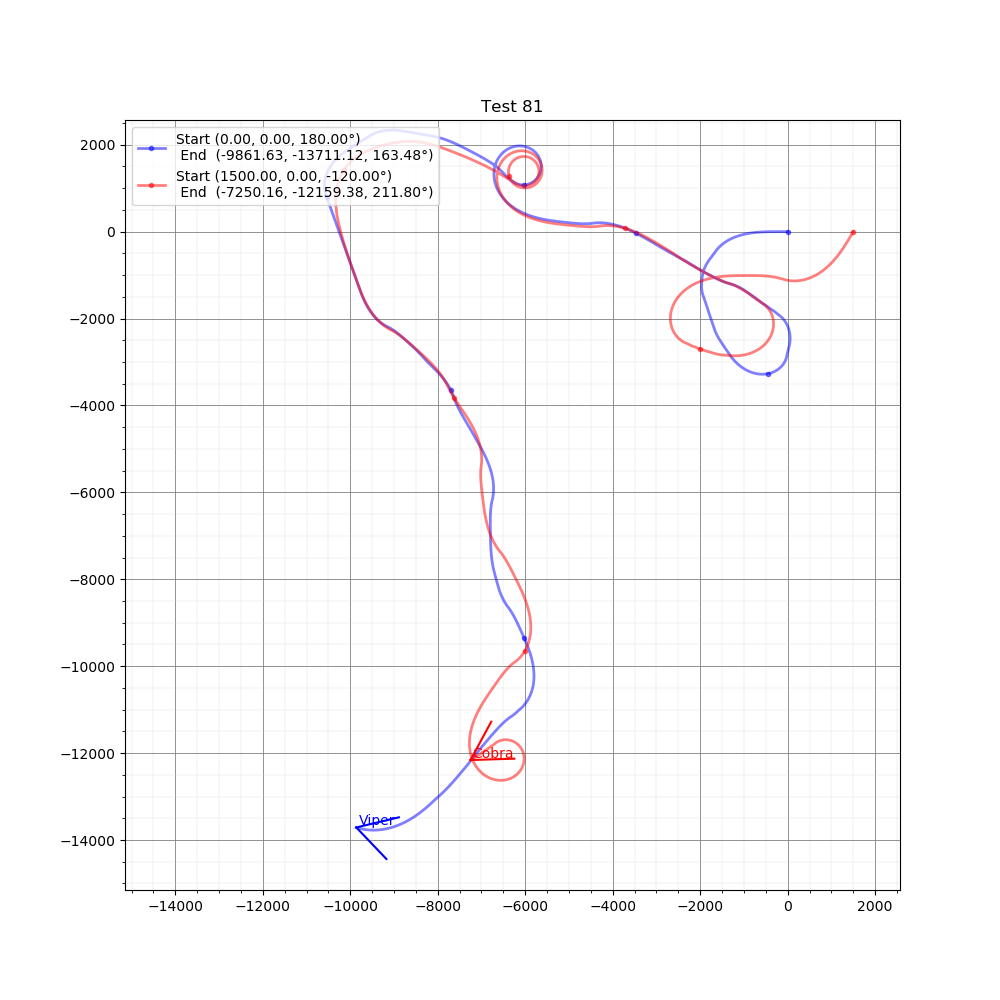 Test 81
Start (0.00, 0.00, 180.00°)
End (-9861.63, -13711.12, 163.48°)
Start (1500.00, 0.00, -120.00°)
End (-7250.16, -12159.38, 211.80°)
2000
0
−2000
−4000
−6000
−8000
−10000
−12000
−14000
Cobra
Viper
−14000 −12000 −10000 −8000 −6000 −4000 −2000 0 2000